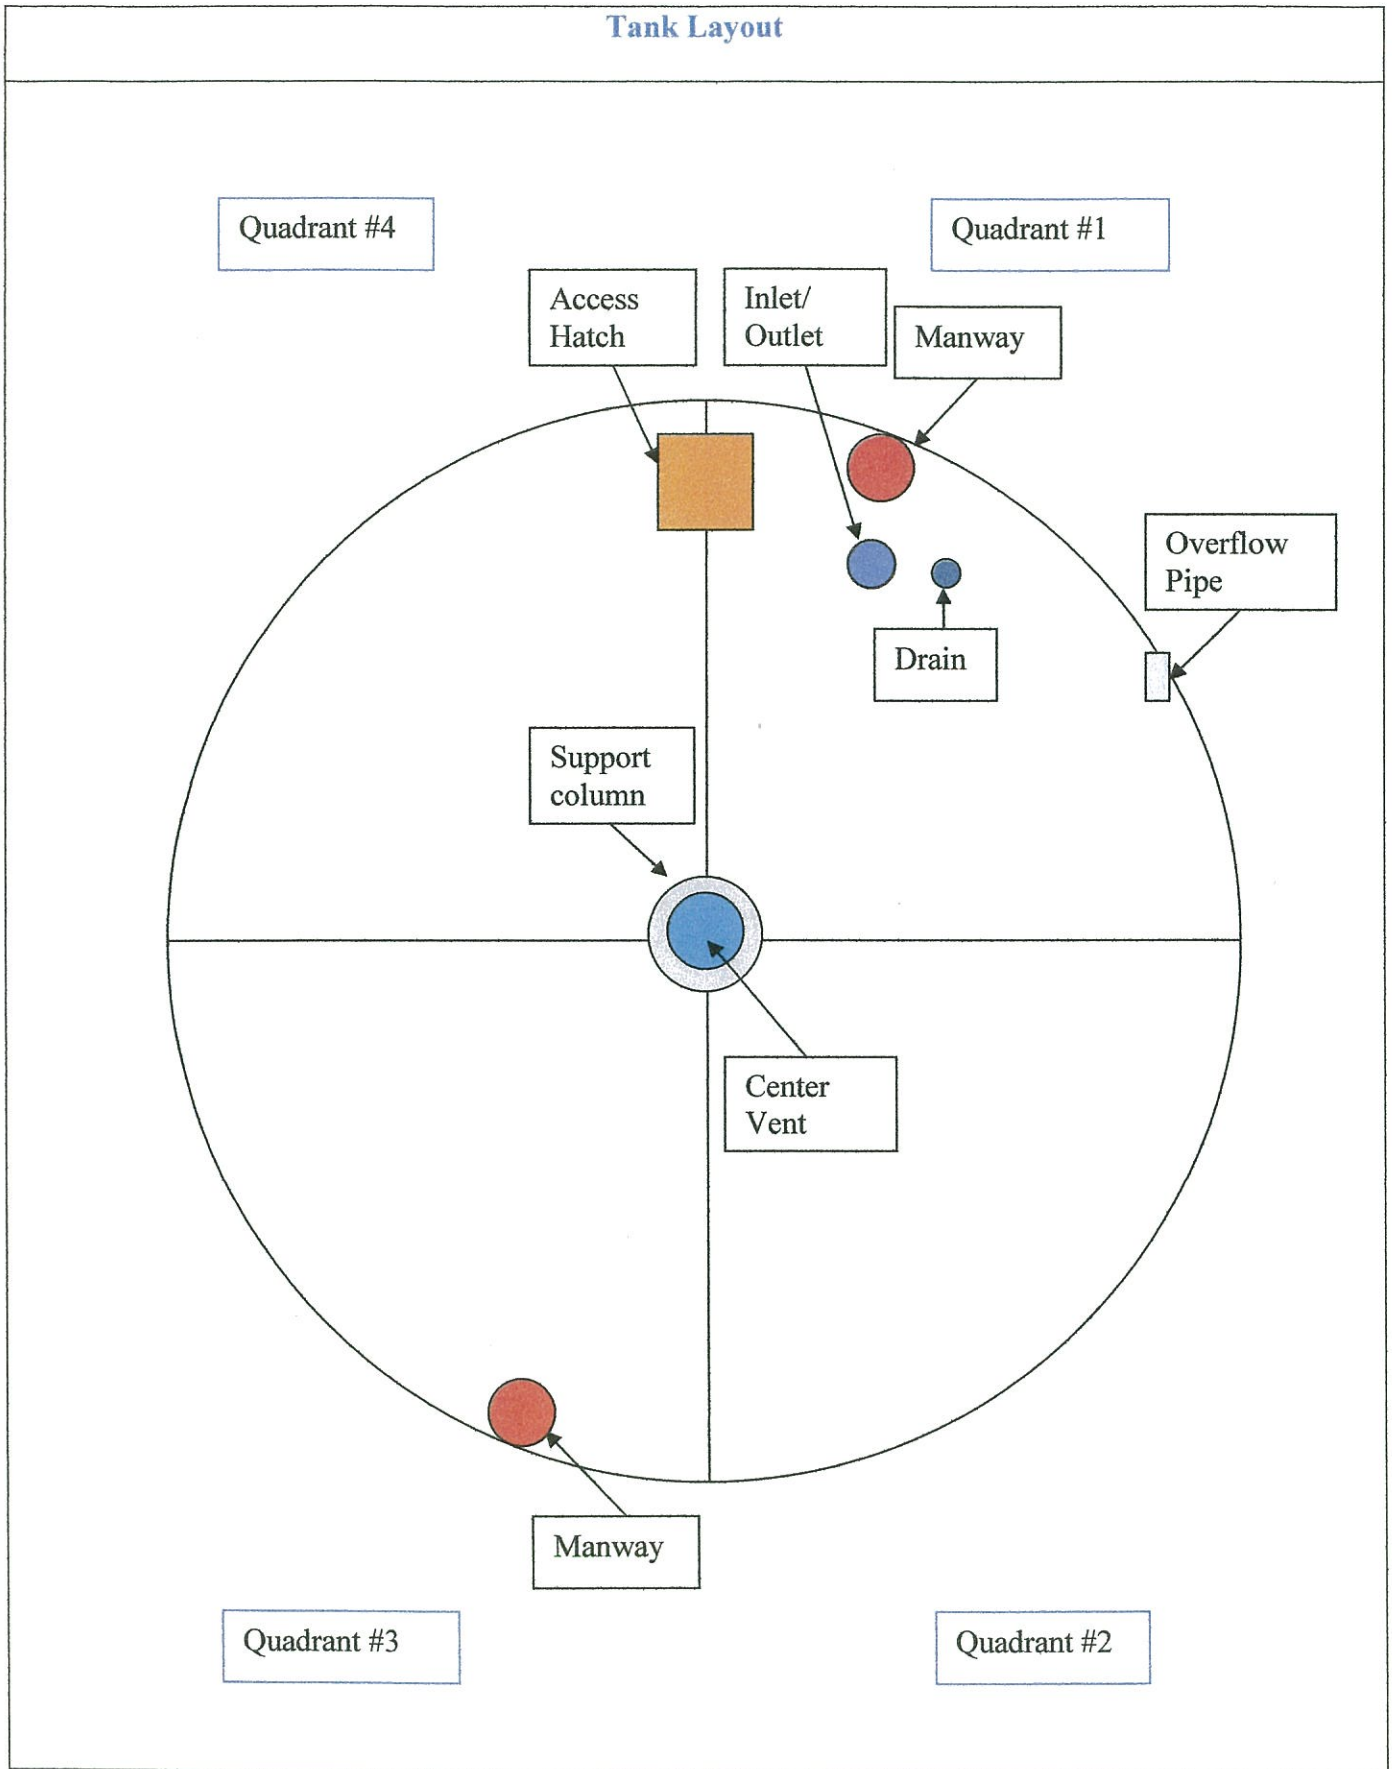 Tank Layout
Quadrant #4
Quadrant #1
Access
Hatch
Inlet/
Outlet
Manway
Overflow
Pipe
Drain
Support
column
Center
Vent
Manway
Quadrant #3
Quadrant #2